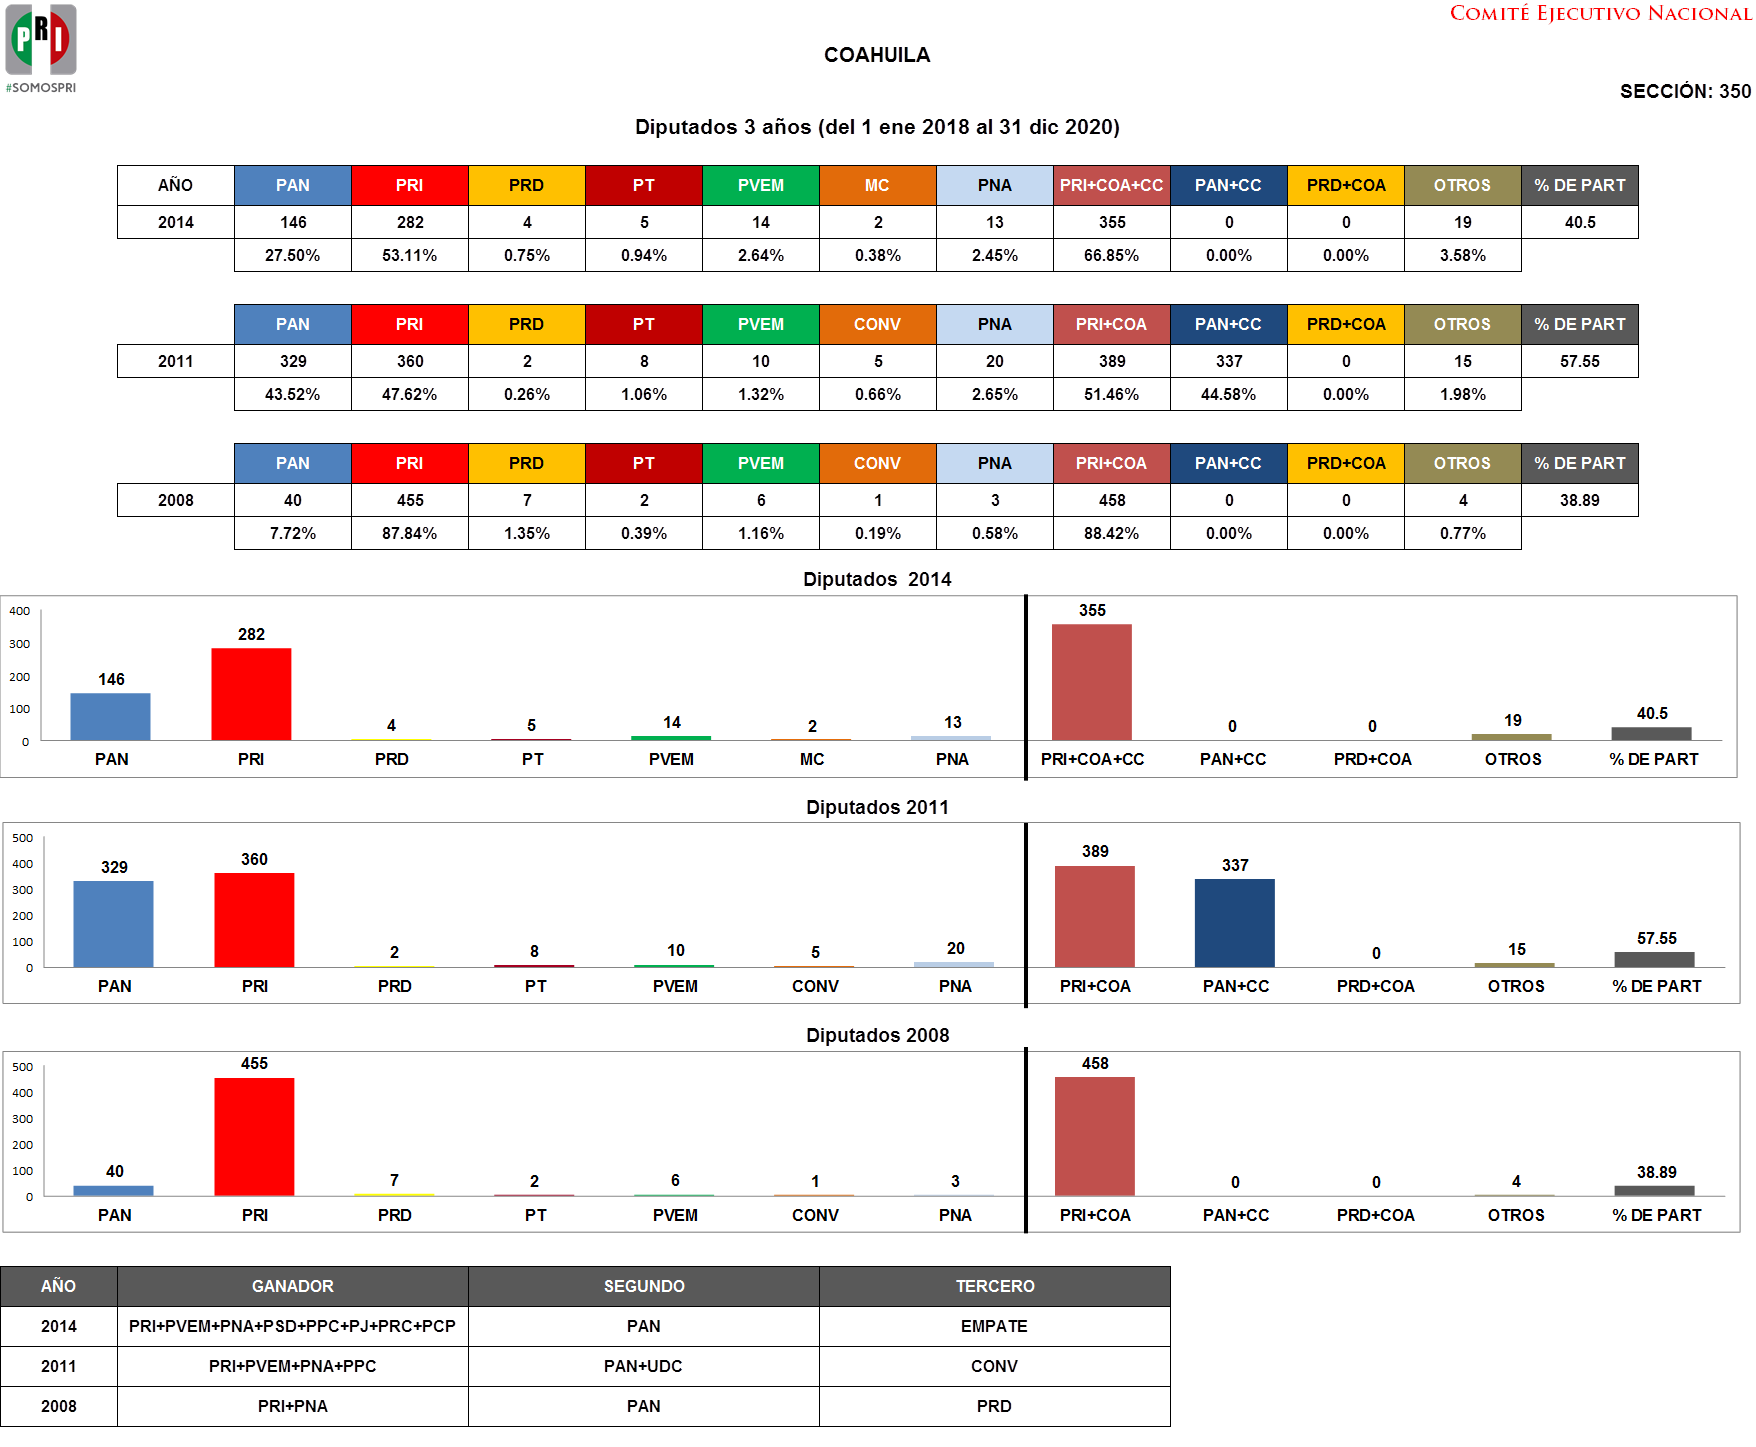 COMITÉ EJECUTIVO NACIONAL
PRI
#SOMOSPRI
COAHUILA
SECCIÓN: 350
Diputados 3 años (del 1 ene 2018 al 31 dic 2020)
AÑO PAN PRI PRD PT PVEM MC PNA PRI+COA+CC PAN+CC PRD+COA OTROS % DE PART
2014 146 282 4 5 14 2 13 355 0 0 19 40.5
27.50% 53.11% 0.75% 0.94% 2.64% 0.38% 2.45% 66.85% 0.00% 0.00% 3.58%
PAN PRI PRD PT PVEM CONV PNA PRI+COA PAN+CC PRD+COA OTROS % DE PART
2011 329 360 2 8 10 5 20 389 337 0 15 57.55
43.52% 47.62% 0.26% 1.06% 1.32% 0.66% 2.65% 51.46% 44.58% 0.00% 1.98%
PAN PRI PRD PT PVEM CONV PNA PRI+COA PAN+CC PRD+COA OTROS % DE PART
2008 40 455 7 2 6 1 3 458 0 0 4 38.89
7.72% 87.84% 1.35% 0.39% 1.16% 0.19% 0.58% 88.42% 0.00% 0.00% 0.77%
Diputados 2014
400
300
200
100
0
146 282 4 5 14 2 13 355 0 0 19 40.5
PAN PRI PRD PT PVEM MC PNA PRI+COA+CC PAN+CC PRD+COA OTROS % DE PART
Diputados 2011
500
400
300
200
100
0
329 360 2 8 10 5 20 389 337 0 15 57.55
PAN PRI PRD PT PVEM CONV PNA PRI+COA PAN+CC PRD+COA OTROS % DE PART
Diputados 2008
500
400
300
200
100
0
40 455 7 2 6 1 3 458 0 0 4 38.89
PAN PRI PRD PT PVEM CONV PNA PRI+COA PAN+CC PRD+COA OTROS % DE PART
AÑO GANADOR SEGUNDO TERCERO
2014 PRI+PVEM+PNA+PSD+PPC+PJ+PRC+PCP PAN EMPATE
2011 PRI+PVEM+PNA+PPC PAN+UDC CONV
2008 PRI+PNA PAN PRD